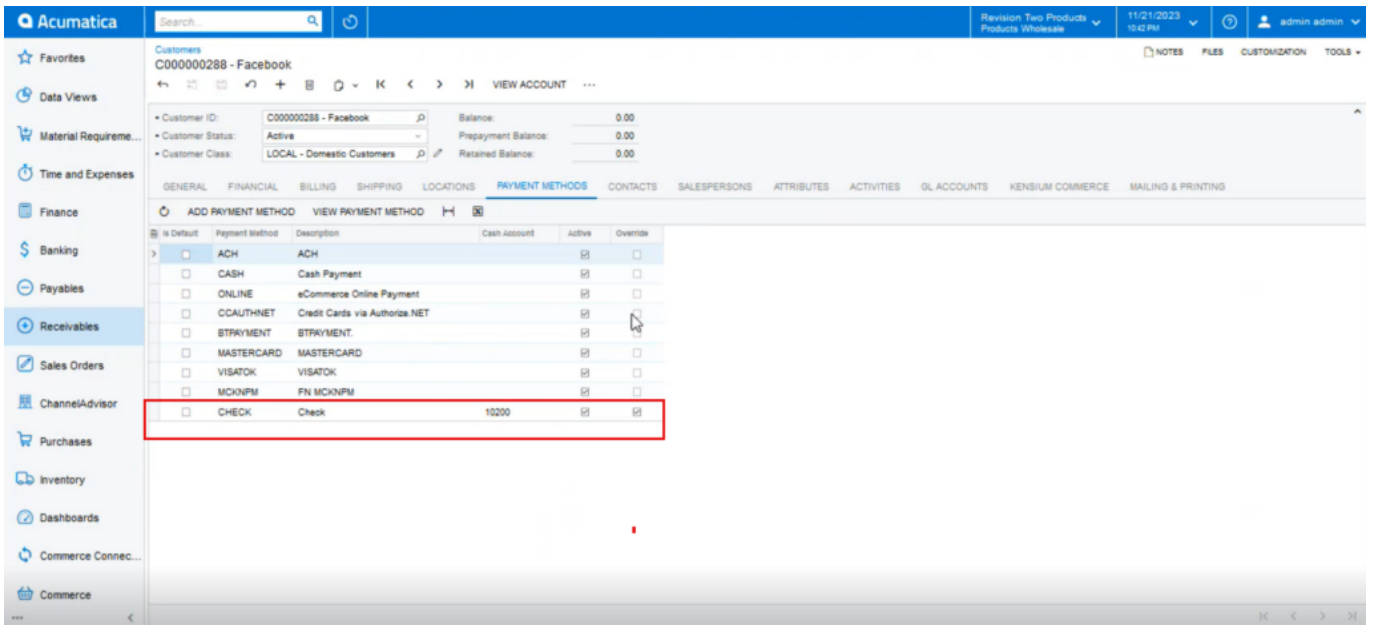 Acumatica
Search...
Revision Two Products
Products Wholesale
11/21/2023
10:42 PM
admin admin
Favorites
Data Views
Material Requireme...
Time and Expenses
Finance
Banking
Payables
Receivables
Sales Orders
ChannelAdvisor
Purchases
Inventory
Dashboards
Commerce Connec...
Commerce
Customers
C000000288 - Facebook
NOTES FILES CUSTOMIZATION TOOLS
VIEW ACCOUNT ...
Customer ID: C000000288 - Facebook Balance: 0.00
Customer Status: Active Prepayment Balance: 0.00
Customer Class: LOCAL - Domestic Customers Retained Balance: 0.00
GENERAL FINANCIAL BILLING SHIPPING LOCATIONS PAYMENT METHODS CONTACTS SALESPERSONS ATTRIBUTES ACTIVITIES GL ACCOUNTS KENSIUM COMMERCE MAILING & PRINTING
ADD PAYMENT METHOD VIEW PAYMENT METHOD
Is Default Payment Method Description Cash Account Active Override
ACH ACH
CASH Cash Payment
ONLINE eCommerce Online Payment
CCAUTHNET Credit Cards via Authorize.NET
BTPAYMENT BTPAYMENT.
MASTERCARD MASTERCARD
VISATOK VISATOK
MCKNPM FN MCKNPM
CHECK Check 10200